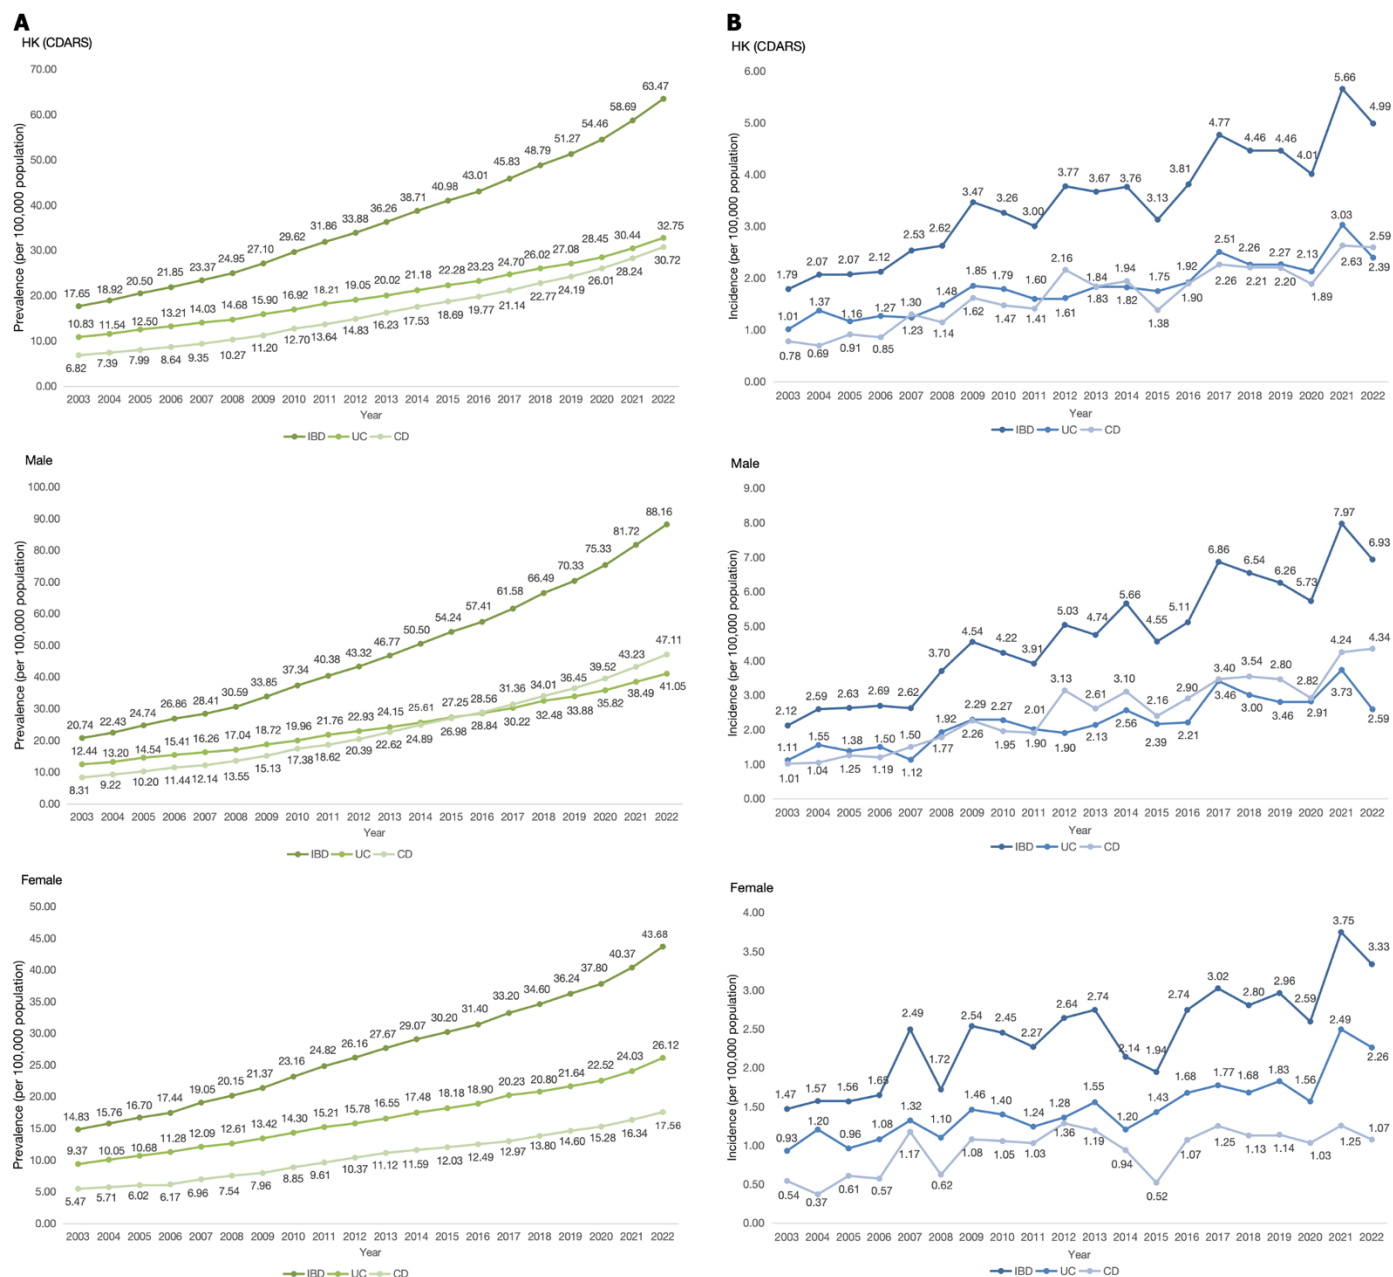 A
HK (CDARS)
Prevalence (per 100,000 population)
70.00
60.00
50.00
40.00
30.00
20.00
10.00
0.00
17.65 18.92 20.50 21.85 23.37 24.95 27.10 29.62 31.86 33.88 36.26 38.71 40.98 43.01 45.83 48.79 51.27 54.46 58.69 63.47
10.83 11.54 12.50 13.21 14.03 14.68 15.90 16.92 18.21 19.05 20.02 21.18 22.28 23.23 24.70 26.02 27.08 28.45 30.44 32.75
6.82 7.39 7.99 8.64 9.35 10.27 11.20 12.70 13.64 14.83 16.23 17.53 18.69 19.77 21.14 22.77 24.19 26.01 28.24 30.72
2003 2004 2005 2006 2007 2008 2009 2010 2011 2012 2013 2014 2015 2016 2017 2018 2019 2020 2021 2022
Year
IBD UC CD
Male
Prevalence (per 100,000 population)
100.00
90.00
80.00
70.00
60.00
50.00
40.00
30.00
20.00
10.00
0.00
20.74 22.43 24.74 26.86 28.41 30.59 33.85 37.34 40.38 43.32 46.77 50.50 54.24 57.41 61.58 66.49 70.33 75.33 81.72 88.16
12.44 13.20 14.54 15.41 16.26 17.04 18.72 19.96 21.76 22.93 24.15 25.61 27.25 28.56 31.36 34.01 36.45 39.52 43.23 47.11
8.31 9.22 10.20 11.44 12.14 13.55 15.13 17.38 18.62 20.39 22.62 24.89 26.98 28.84 30.22 32.48 33.88 35.82 38.49 41.05
2003 2004 2005 2006 2007 2008 2009 2010 2011 2012 2013 2014 2015 2016 2017 2018 2019 2020 2021 2022
Year
IBD UC CD
Female
Prevalence (per 100,000 population)
50.00
45.00
40.00
35.00
30.00
25.00
20.00
15.00
10.00
5.00
0.00
14.83 15.76 16.70 17.44 19.05 20.15 21.37 23.16 24.82 26.16 27.67 29.07 30.20 31.40 33.20 34.60 36.24 37.80 40.37 43.68
9.37 10.05 10.68 11.28 12.09 12.61 13.42 14.30 15.21 15.78 16.55 17.48 18.18 18.90 20.23 20.80 21.64 22.52 24.03 26.12
5.47 5.71 6.02 6.17 6.96 7.54 7.96 8.85 9.61 10.37 11.12 11.59 12.03 12.49 12.97 13.80 14.60 15.28 16.34 17.56
2003 2004 2005 2006 2007 2008 2009 2010 2011 2012 2013 2014 2015 2016 2017 2018 2019 2020 2021 2022
Year
IBD UC CD
B
HK (CDARS)
Incidence (per 100,000 population)
6.00
5.00
4.00
3.00
2.00
1.00
0.00
1.79 2.07 2.07 2.12 2.53 2.62 3.47 3.26 3.00 3.77 3.67 3.76 3.13 3.81 4.77 4.46 4.46 4.01 5.66 4.99
1.01 1.37 1.16 1.27 1.30 1.48 1.85 1.79 1.60 2.16 1.84 1.94 1.75 1.92 2.51 2.26 2.27 2.13 3.03 2.59
0.78 0.69 0.91 0.85 1.23 1.14 1.62 1.47 1.41 1.61 1.83 1.82 1.38 1.90 2.26 2.21 2.20 1.89 2.63 2.39
2003 2004 2005 2006 2007 2008 2009 2010 2011 2012 2013 2014 2015 2016 2017 2018 2019 2020 2021 2022
Year
IBD UC CD
Male
Incidence (per 100,000 population)
9.00
8.00
7.00
6.00
5.00
4.00
3.00
2.00
1.00
0.00
2.12 2.59 2.63 2.69 2.62 3.70 4.54 4.22 3.91 5.03 4.74 5.66 4.55 5.11 6.86 6.54 6.26 5.73 7.97 6.93
1.11 1.55 1.38 1.50 1.50 1.92 2.29 2.27 2.01 3.13 2.61 3.10 2.16 2.90 3.40 3.54 2.80 2.82 4.24 4.34
1.01 1.04 1.25 1.19 1.12 1.77 2.26 1.95 1.90 1.90 2.13 2.56 2.39 2.21 3.46 3.00 3.46 2.91 3.73 2.59
2003 2004 2005 2006 2007 2008 2009 2010 2011 2012 2013 2014 2015 2016 2017 2018 2019 2020 2021 2022
Year
IBD UC CD
Female
Incidence (per 100,000 population)
4.00
3.50
3.00
2.50
2.00
1.50
1.00
0.50
0.00
1.47 1.57 1.56 1.65 2.49 1.72 2.54 2.45 2.27 2.64 2.74 2.14 1.94 2.74 3.02 2.80 2.96 2.59 3.75 3.33
0.93 1.20 0.96 1.08 1.32 1.10 1.46 1.40 1.24 1.28 1.55 1.20 1.43 1.68 1.77 1.68 1.83 1.56 2.49 2.26
0.54 0.37 0.61 0.57 1.17 0.62 1.08 1.05 1.03 1.36 1.19 0.94 0.52 1.07 1.25 1.13 1.14 1.03 1.25 1.07
2003 2004 2005 2006 2007 2008 2009 2010 2011 2012 2013 2014 2015 2016 2017 2018 2019 2020 2021 2022
Year
IBD UC CD